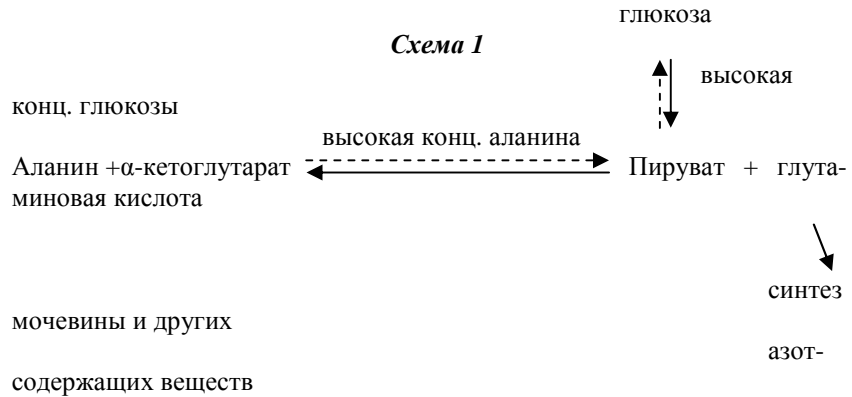 глюкоза
Схема 1
высокая
конц. глюкозы
высокая конц. аланина
Аланин +α-кетоглутарат Пируват + глута-
миновая кислота
синтез
мочевины и других
азот-
содержащих веществ